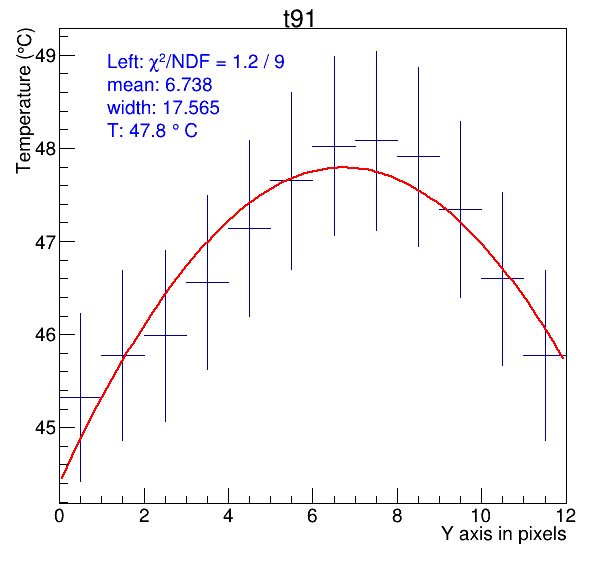 t91
Temperature (°C)
Left: χ²/NDF = 1.2 / 9
mean: 6.738
width: 17.565
T: 47.8 ° C
49
48
47
46
45
0 2 4 6 8 10 12
Y axis in pixels